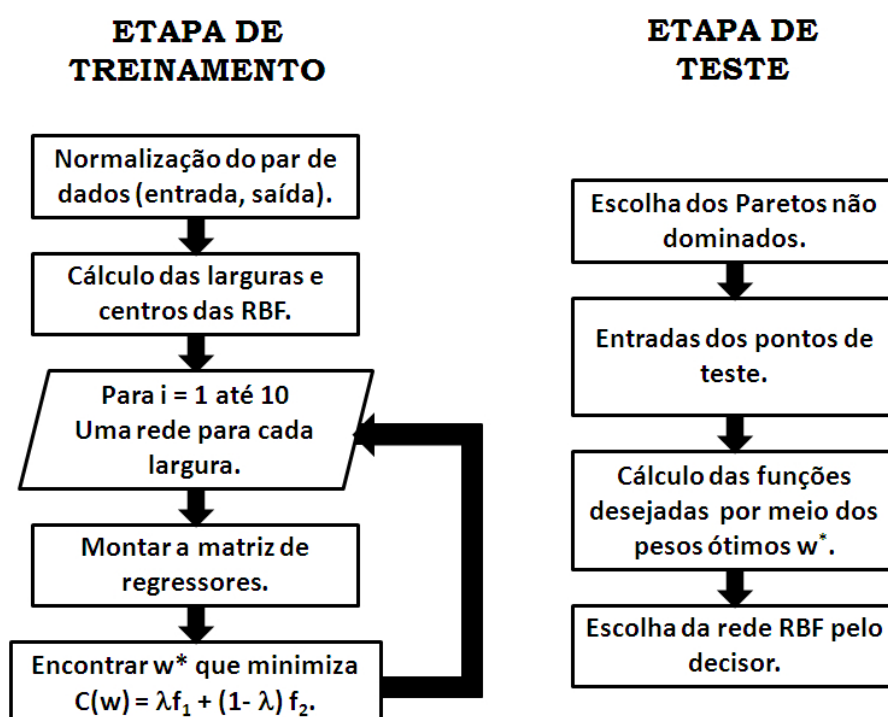 ETAPA DE
TREINAMENTO
Normalização do par de
dados (entrada, saída).
Cálculo das larguras e
centros das RBF.
Para i = 1 até 10
Uma rede para cada
largura.
Montar a matriz de
regressores.
Encontrar w* que minimiza
C(w) = λf₁ + (1- λ) f₂.
ETAPA DE
TESTE
Escolha dos Paretos não
dominados.
Entradas dos pontos de
teste.
Cálculo das funções
desejadas por meio dos
pesos ótimos w*.
Escolha da rede RBF pelo
decisor.